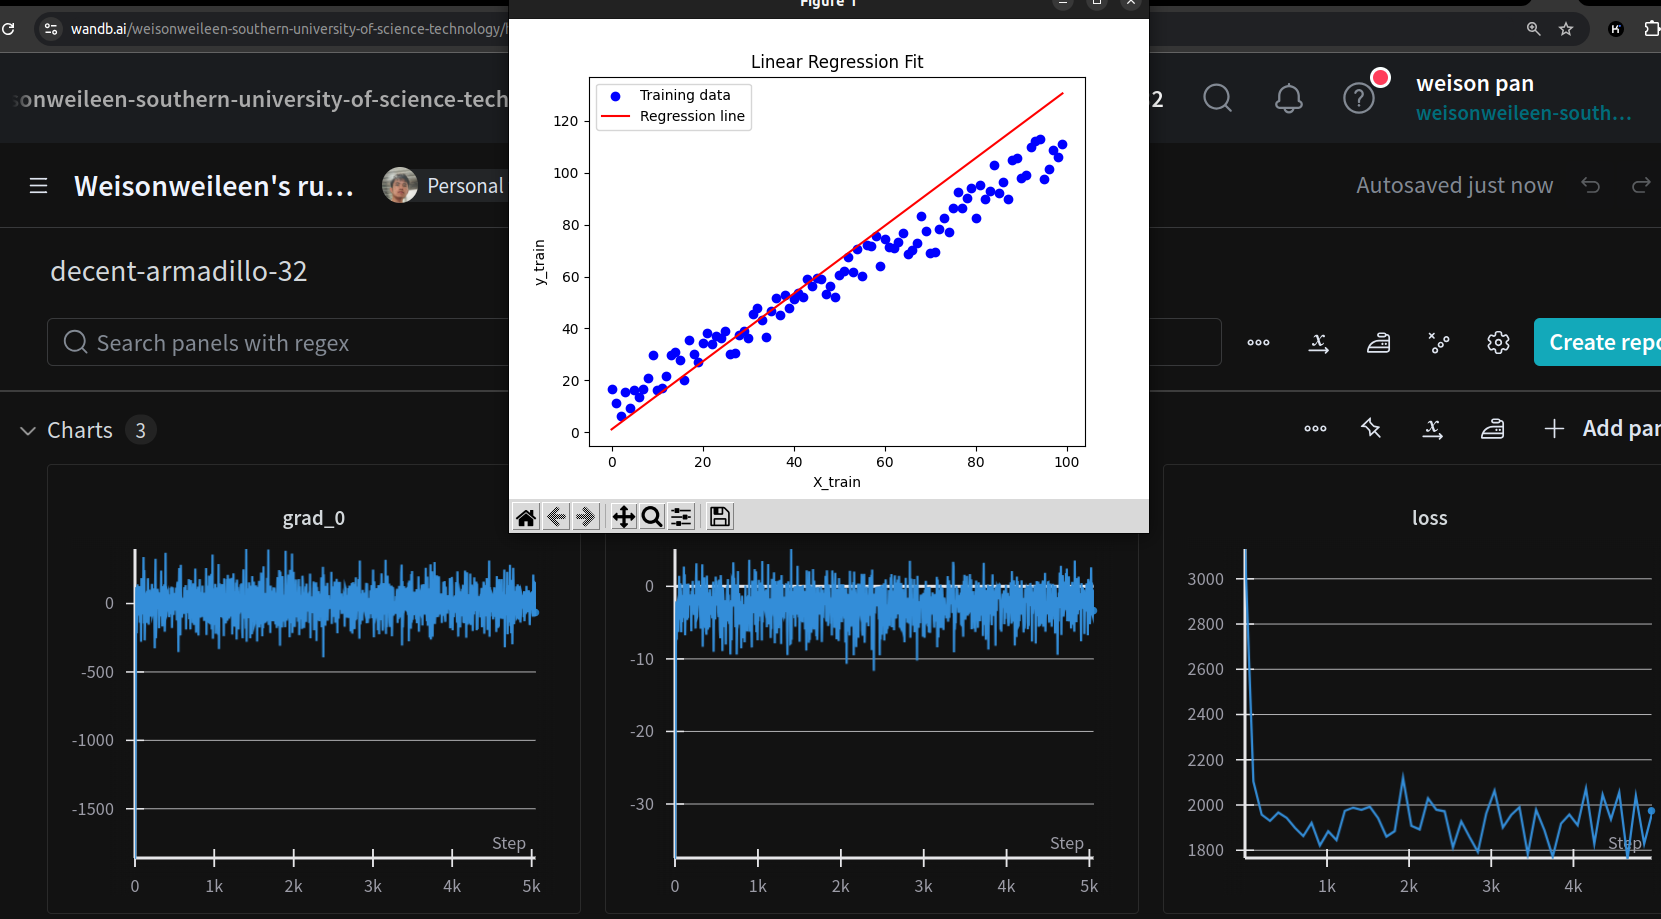 Figure 1
wandb.ai/weisonweileen-southern-university-of-science-technology/
sonweileen-southern-university-of-science-tech
2
weison pan
weisonweileen-south...
Weisonweileen's ru...
Personal
Autosaved just now
decent-armadillo-32
Search panels with regex
Create repo
Charts 3
Add pan
Linear Regression Fit
Training data
Regression line
y_train
120
100
80
60
40
20
0
0 20 40 60 80 100
X_train
grad_0
0
-500
-1000
-1500
Step
0 1k 2k 3k 4k 5k
0
-10
-20
-30
Step
0 1k 2k 3k 4k 5k
loss
3000
2800
2600
2400
2200
2000
1800
Step
1k 2k 3k 4k